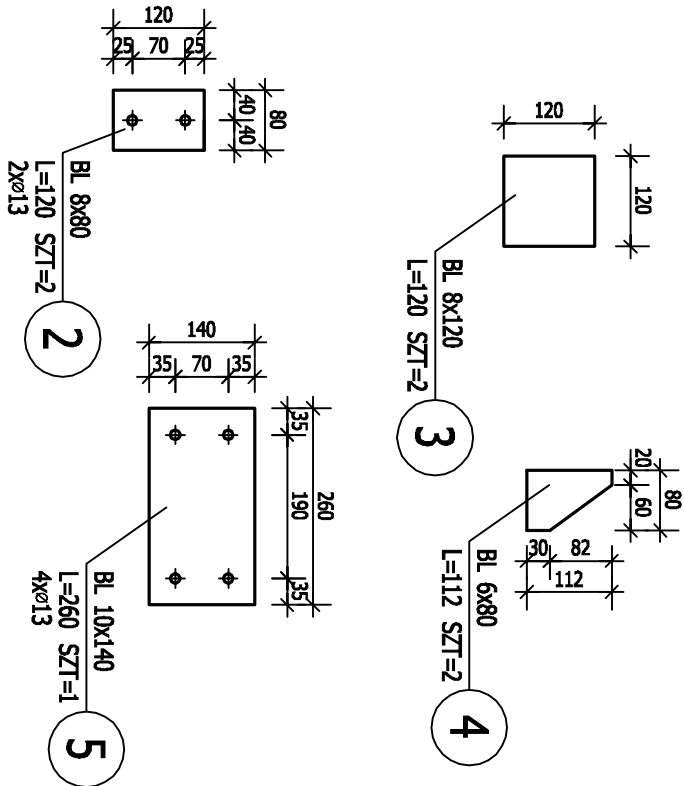 120
25 70 25
40 40
80
BL 8x80
L=120 SZT=2
2xø13
2
120
120
BL 8x120
L=120 SZT=2
3
140
35 70 35
35 190 35
260
BL 10x140
L=260 SZT=1
4xø13
5
20 60
80
30 82
112
BL 6x80
L=112 SZT=2
4